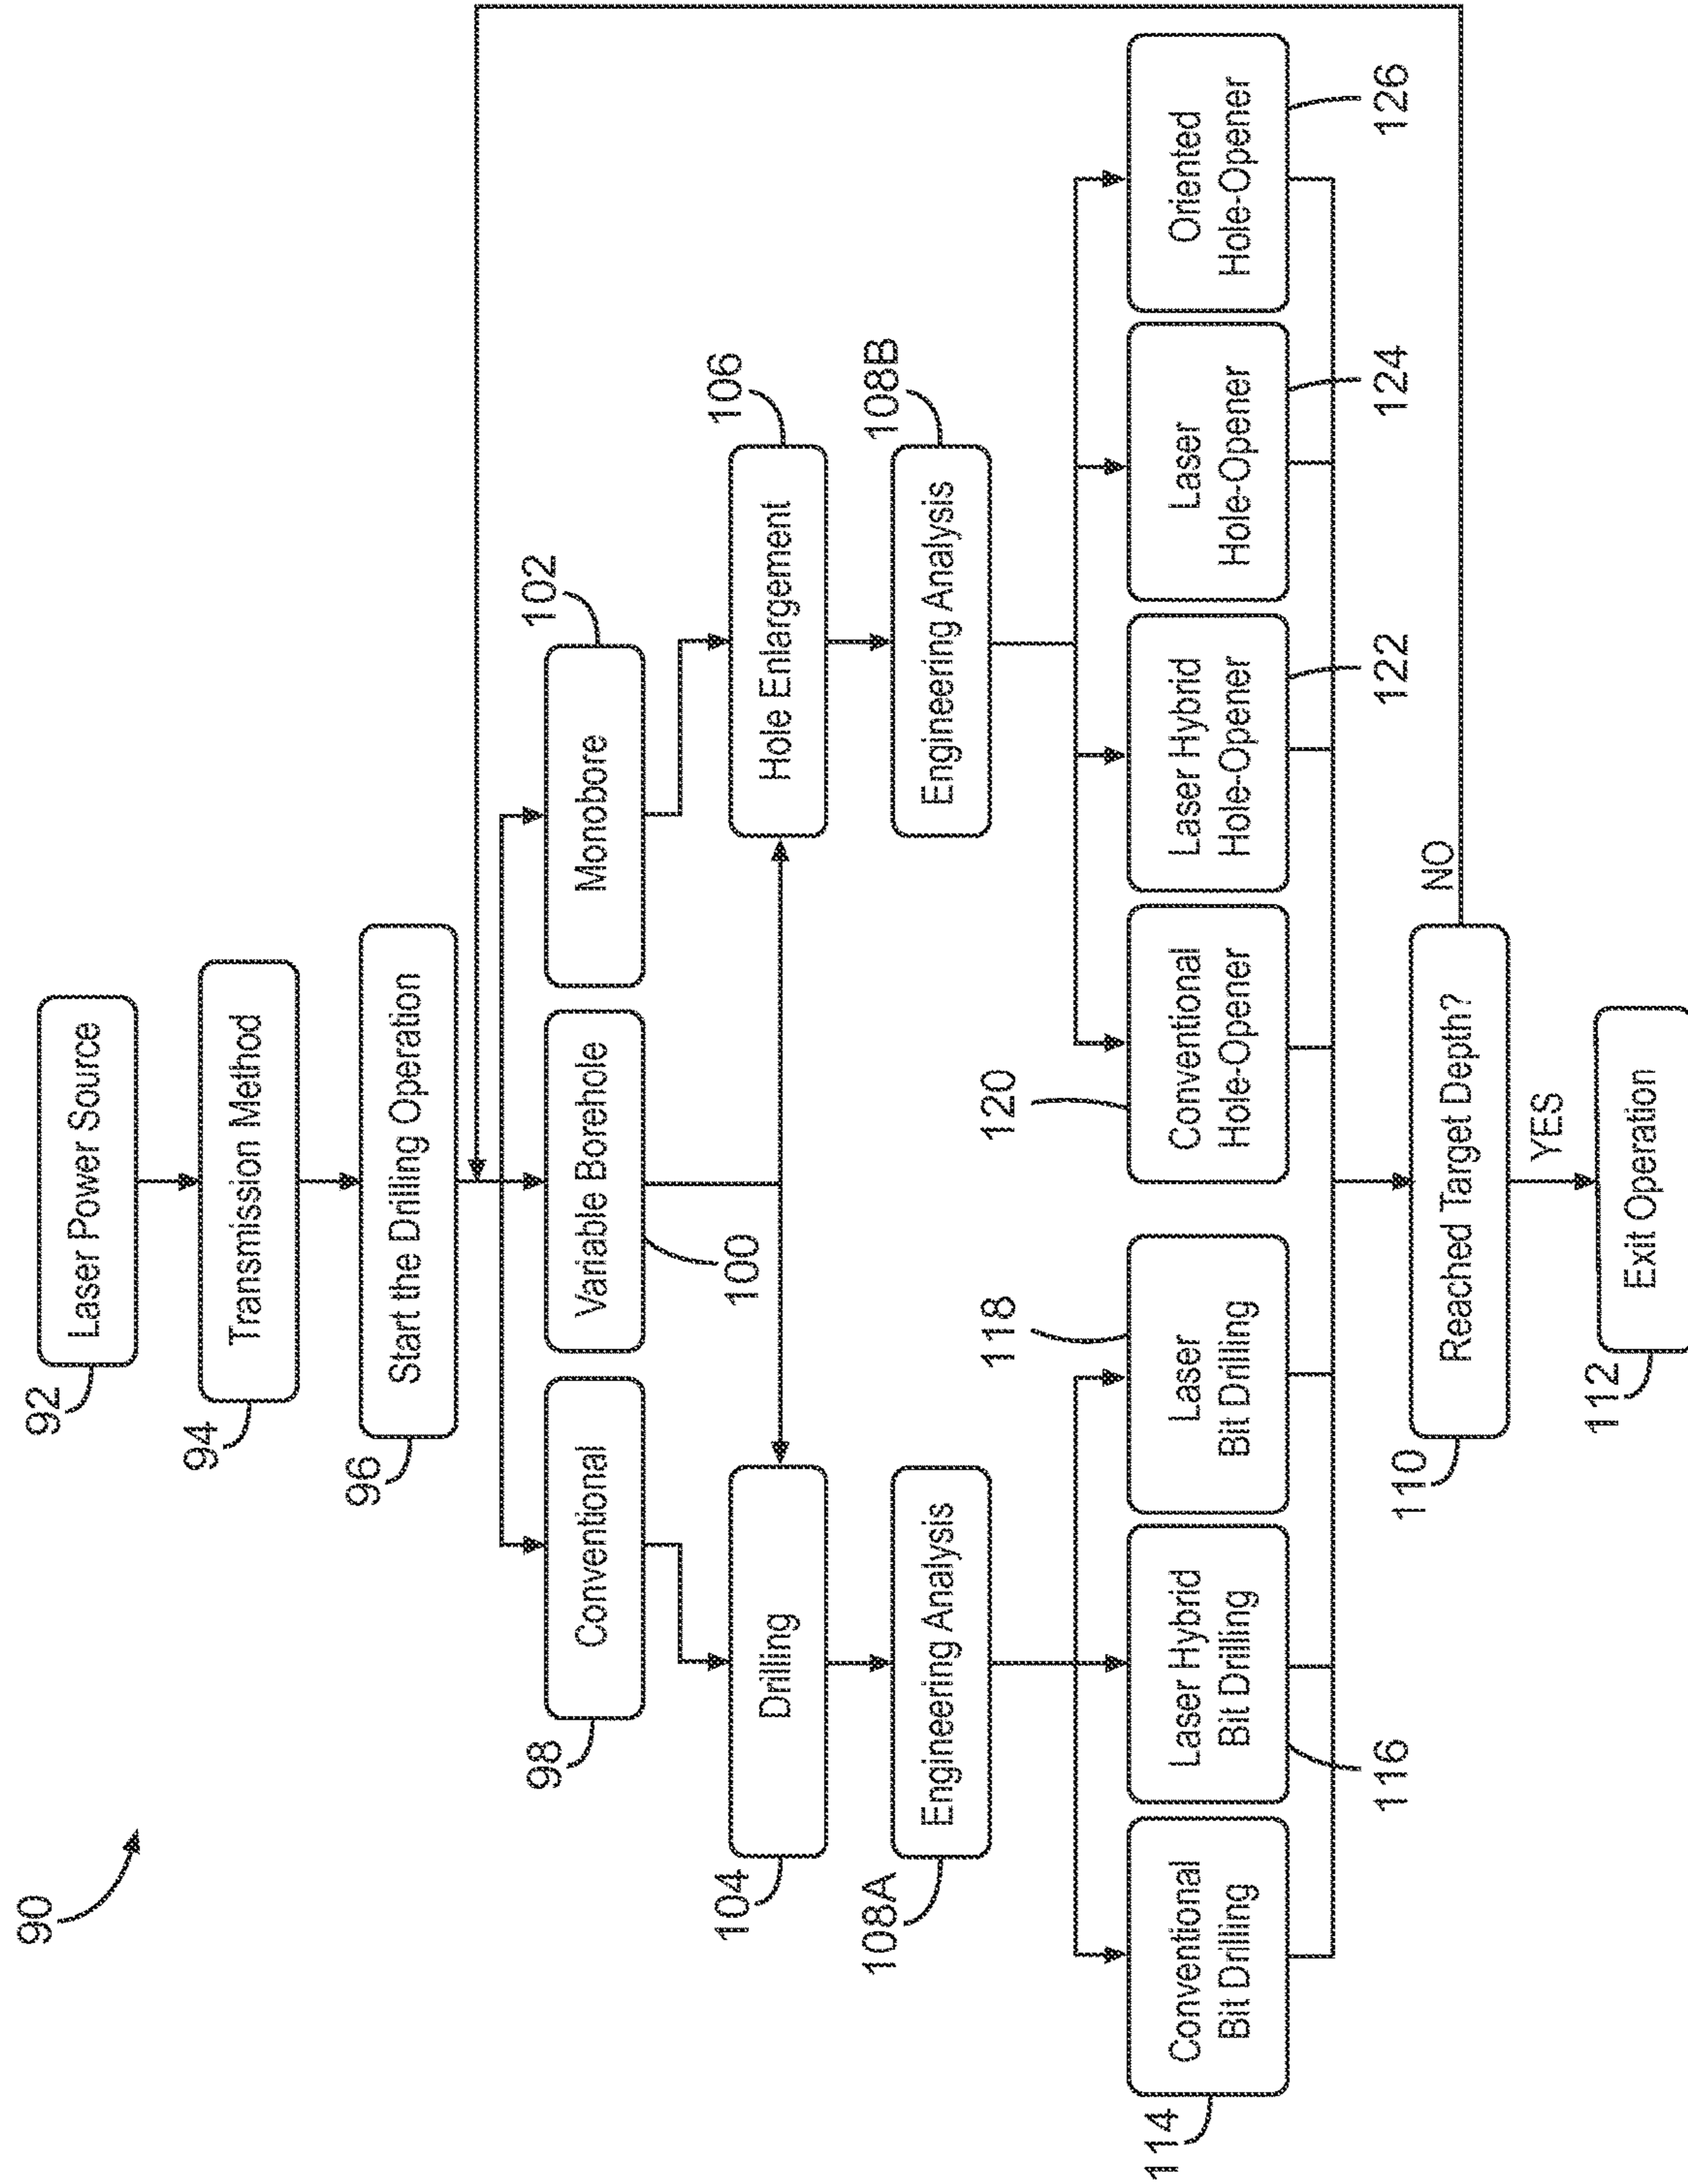 90
92
Laser Power Source
94
Transmission Method
96
Start the Drilling Operation
98
Conventional
Variable Borehole
100
Monobore
102
104
Drilling
Hole Enlargement
106
108A
Engineering Analysis
Engineering Analysis
108B
114
Conventional
Bit Drilling
Laser Hybrid
Bit Drilling
116
118
Laser
Bit Drilling
120
Conventional
Hole-Opener
Laser Hybrid
Hole-Opener
122
Laser
Hole-Opener
124
Oriented
Hole-Opener
126
110
Reached Target Depth?
NO
YES
112
Exit Operation